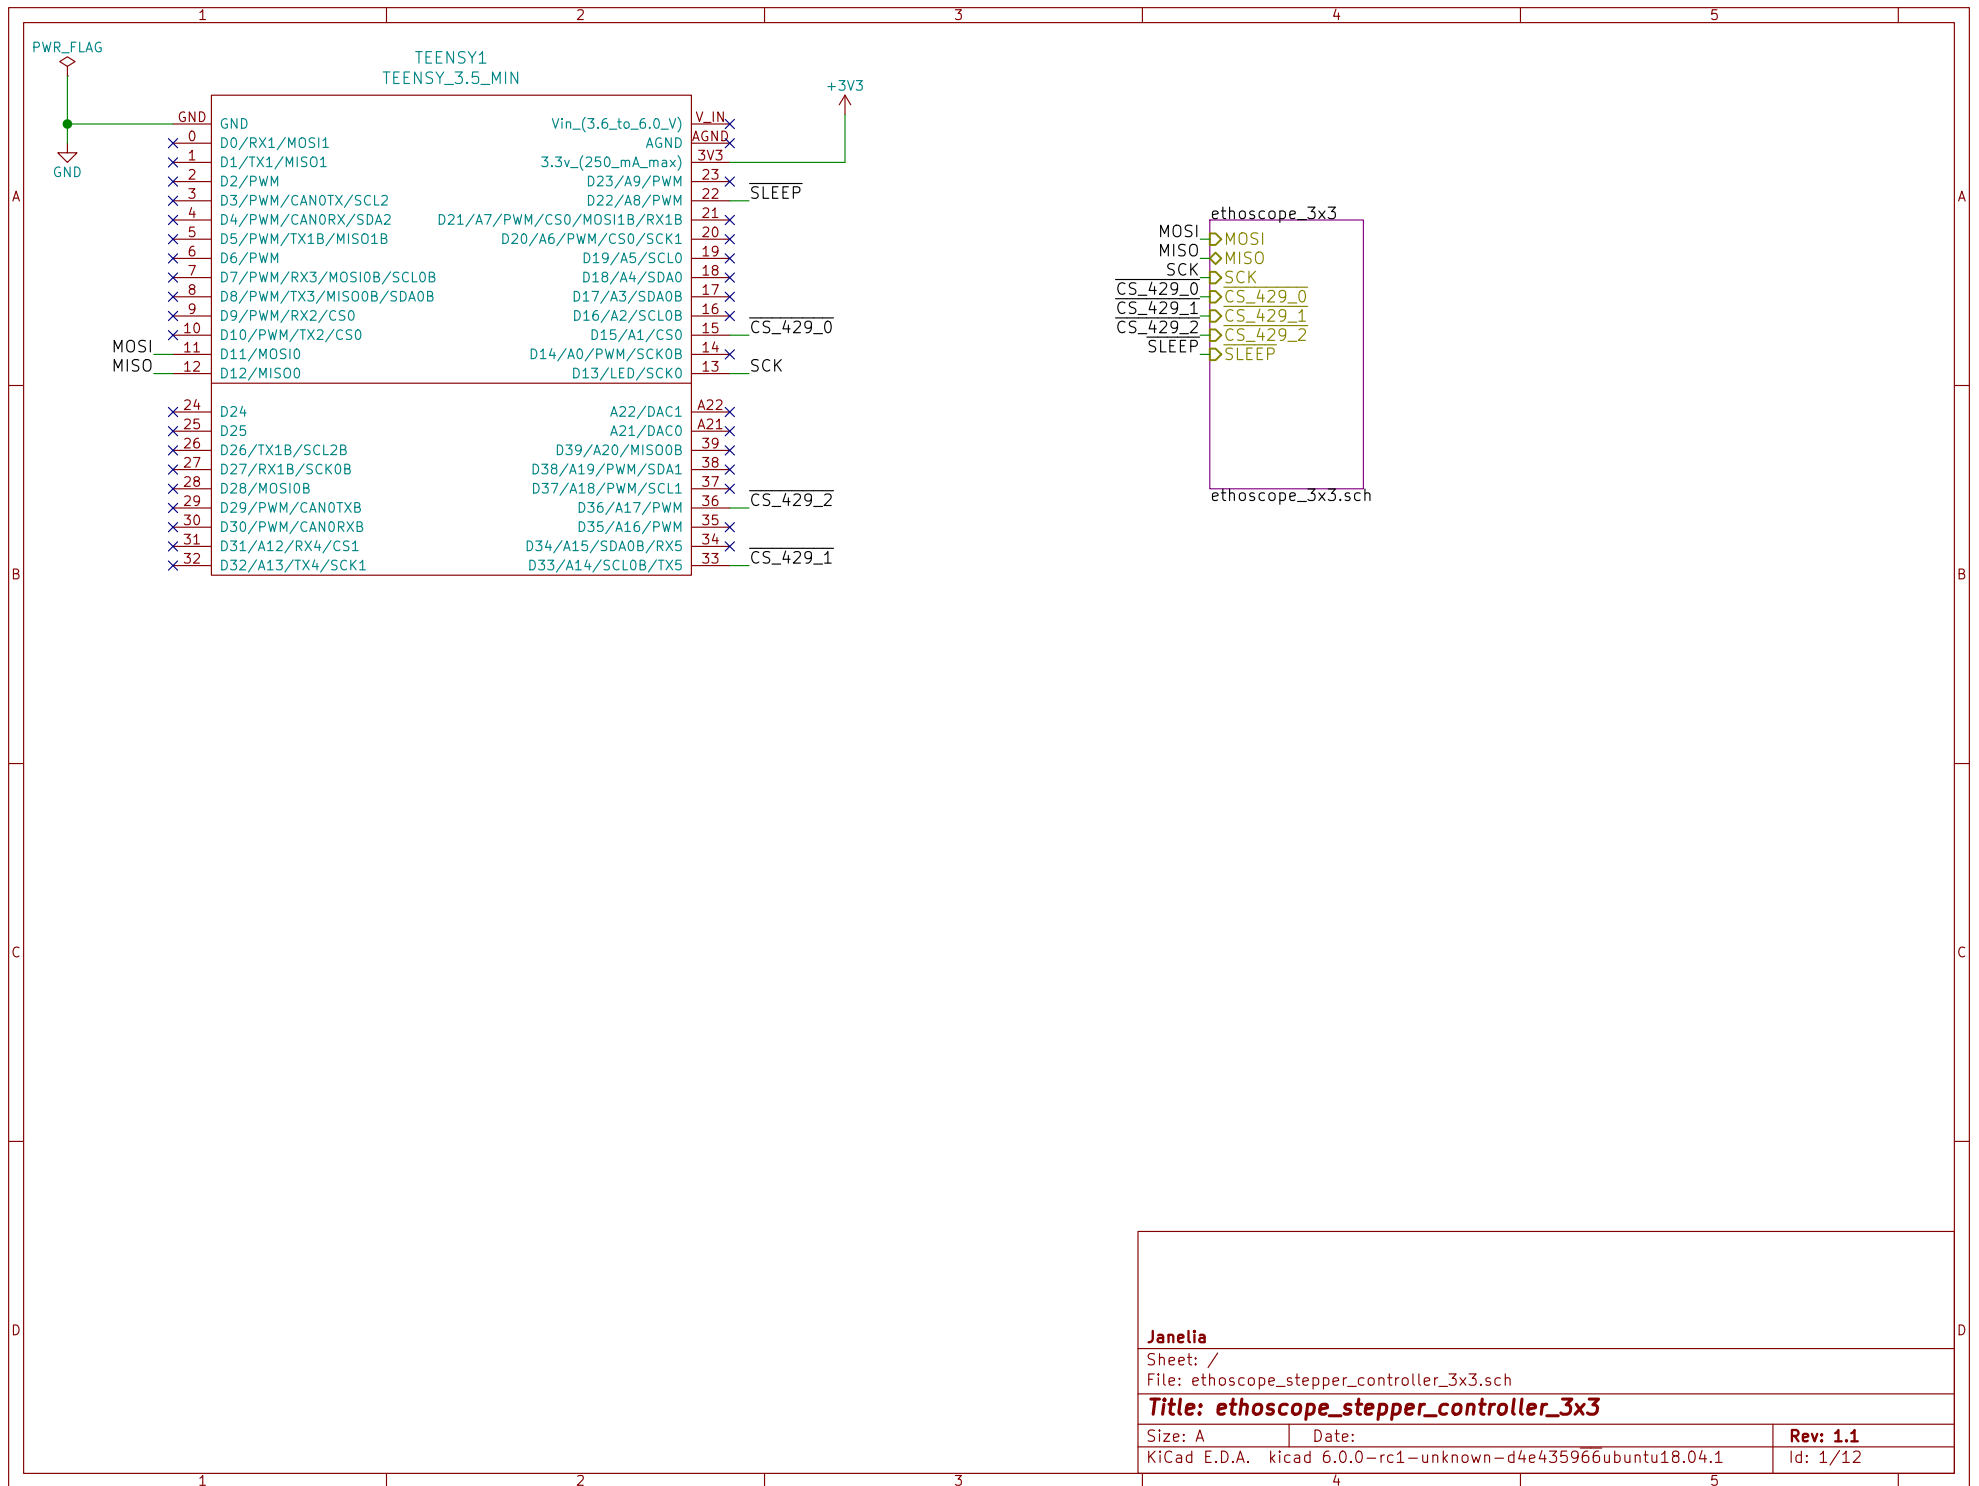 1 2 3 4 5
PWR_FLAG
GND
TEENSY1
TEENSY_3.5_MIN
+3V3
GND GND Vin_(3.6_to_6.0_V) V_IN
0 D0/RX1/MOSI1 AGND AGND
1 D1/TX1/MISO1 3.3v_(250_mA_max) 3V3
2 D2/PWM D23/A9/PWM 23
3 D3/PWM/CAN0TX/SCL2 D22/A8/PWM 22 SLEEP
4 D4/PWM/CAN0RX/SDA2 D21/A7/PWM/CS0/MOSI1B/RX1B 21
5 D5/PWM/TX1B/MISO1B D20/A6/PWM/CS0/SCK1 20
6 D6/PWM D19/A5/SCL0 19
7 D7/PWM/RX3/MOSI0B/SCL0B D18/A4/SDA0 18
8 D8/PWM/TX3/MISO0B/SDA0B D17/A3/SDA0B 17
9 D9/PWM/RX2/CS0 D16/A2/SCL0B 16
10 D10/PWM/TX2/CS0 D15/A1/CS0 15 CS_429_0
MOSI 11 D11/MOSI0 D14/A0/PWM/SCK0B 14
MISO 12 D12/MISO0 D13/LED/SCK0 13 SCK
24 D24 A22/DAC1 A22
25 D25 A21/DAC0 A21
26 D26/TX1B/SCL2B D39/A20/MISO0B 39
27 D27/RX1B/SCK0B D38/A19/PWM/SDA1 38
28 D28/MOSI0B D37/A18/PWM/SCL1 37
29 D29/PWM/CAN0TXB D36/A17/PWM 36 CS_429_2
30 D30/PWM/CAN0RXB D35/A16/PWM 35
31 D31/A12/RX4/CS1 D34/A15/SDA0B/RX5 34
32 D32/A13/TX4/SCK1 D33/A14/SCL0B/TX5 33 CS_429_1
ethoscope_3x3
MOSI MOSI
MISO MISO
SCK SCK
CS_429_0 CS_429_0
CS_429_1 CS_429_1
CS_429_2 CS_429_2
SLEEP SLEEP
ethoscope_3x3.sch
A A
B B
C C
D D
Janelia
Sheet: /
File: ethoscope_stepper_controller_3x3.sch
Title: ethoscope_stepper_controller_3x3
Size: A Date: Rev: 1.1
KiCad E.D.A. kicad 6.0.0-rc1-unknown-d4e435966ubuntu18.04.1 Id: 1/12
1 2 3 4 5